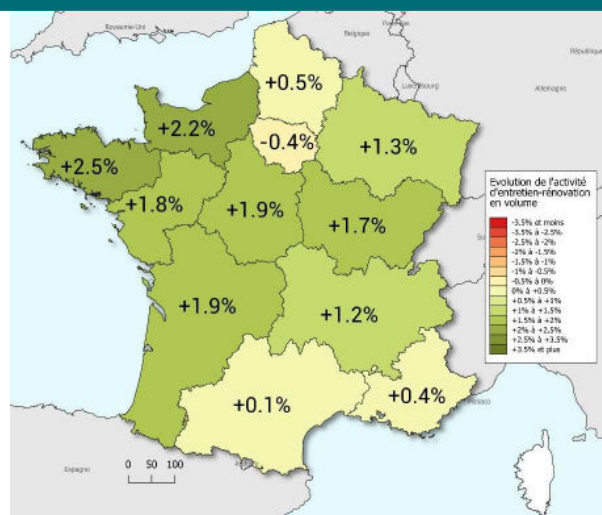 Royaume-Uni
Belgique
Luxembourg
Allemagne
+0.5%
+2.2%
-0.4%
+1.3%
+2.5%
+1.8%
+1.9%
+1.7%
+1.9%
+1.2%
+0.1%
+0.4%
Evolution de l'activité
d'entretien-rénovation
en volume
-3.5% et moins
-3.5% à -2.5%
-2.5% à -2%
-2% à -1.5%
-1.5% à -1%
-1% à -0.5%
-0.5% à 0%
0% à +0.5%
+0.5% à +1%
+1% à +1.5%
+1.5% à +2%
+2% à +2.5%
+2.5% à +3.5%
+3.5% et plus
Espagne
0 50 100